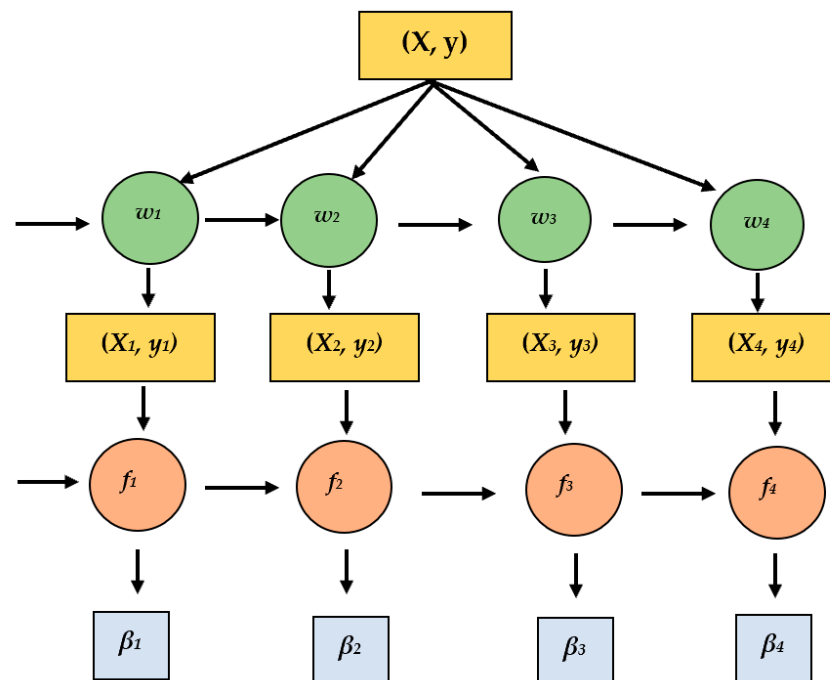 (X, y)
w1
w2
w3
w4
(X1, y1)
(X2, y2)
(X3, y3)
(X4, y4)
f1
f2
f3
f4
β1
β2
β3
β4